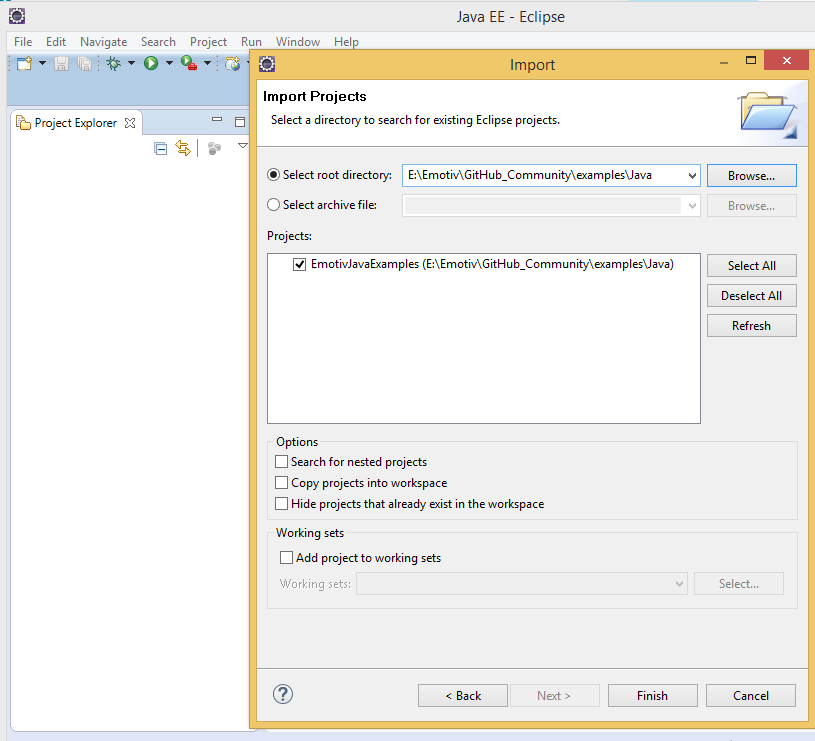 Java EE - Eclipse
File Edit Navigate Search Project Run Window Help
Import
Project Explorer
Import Projects
Select a directory to search for existing Eclipse projects.
Select root directory: E:\Emotiv\GitHub_Community\examples\Java Browse...
Select archive file: Browse...
Projects:
EmotivJavaExamples (E:\Emotiv\GitHub_Community\examples\Java) Select All
Deselect All
Refresh
Options
Search for nested projects
Copy projects into workspace
Hide projects that already exist in the workspace
Working sets
Add project to working sets
Working sets: Select...
? < Back Next > Finish Cancel